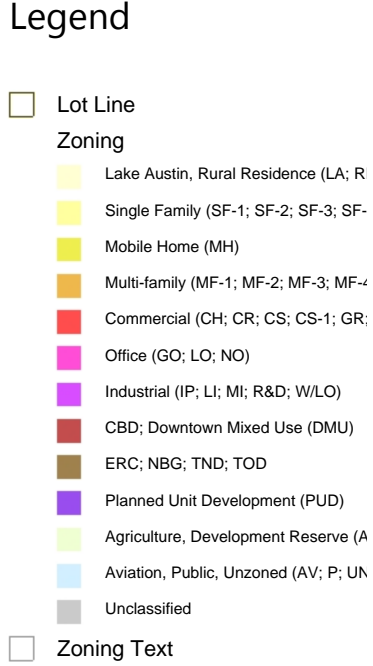 Legend
Lot Line
Zoning
Lake Austin, Rural Residence (LA;
Single Family (SF-1; SF-2; SF-3; SF-
Mobile Home (MH)
Multi-family (MF-1; MF-2; MF-3; MF-4
Commercial (CH; CR; CS; CS-1; GR;
Office (GO; LO; NO)
Industrial (IP; LI; MI; R&D; W/LO)
CBD; Downtown Mixed Use (DMU)
ERC; NBG; TND; TOD
Planned Unit Development (PUD)
Agriculture, Development Reserve (A
Aviation, Public, Unzoned (AV; P; UN
Unclassified
Zoning Text